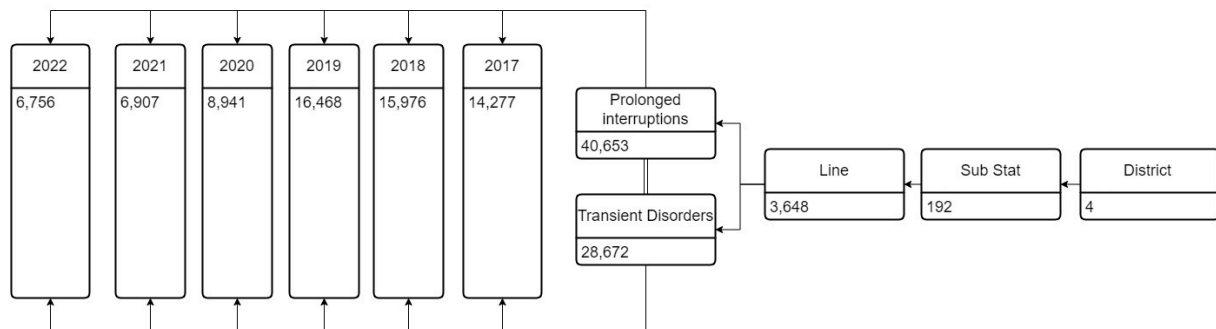 2022
6,756
2021
6,907
2020
8,941
2019
16,468
2018
15,976
2017
14,277
Prolonged
interruptions
40,653
Transient Disorders
28,672
Line
3,648
Sub Stat
192
District
4